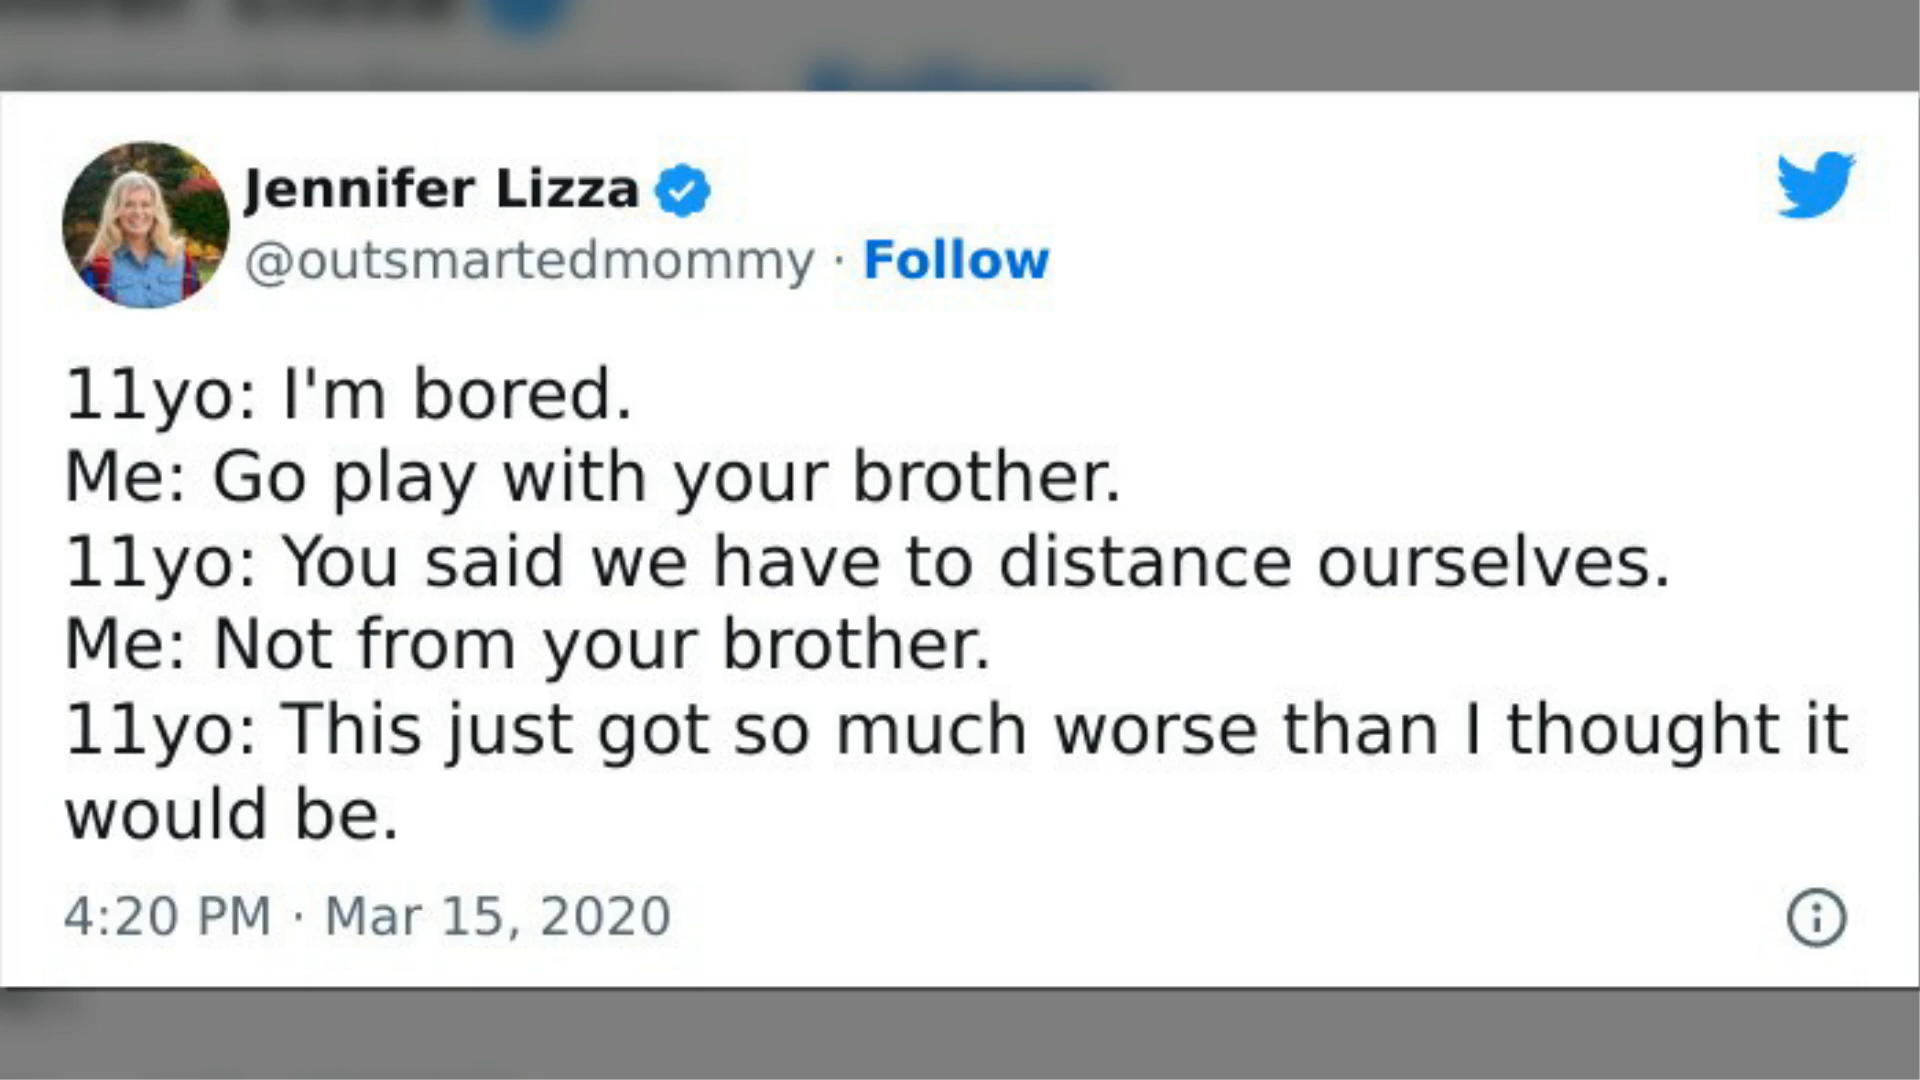 Jennifer Lizza
@outsmartedmommy · Follow
11yo: I'm bored.
Me: Go play with your brother.
11yo: You said we have to distance ourselves.
Me: Not from your brother.
11yo: This just got so much worse than I thought it
would be.
4:20 PM · Mar 15, 2020